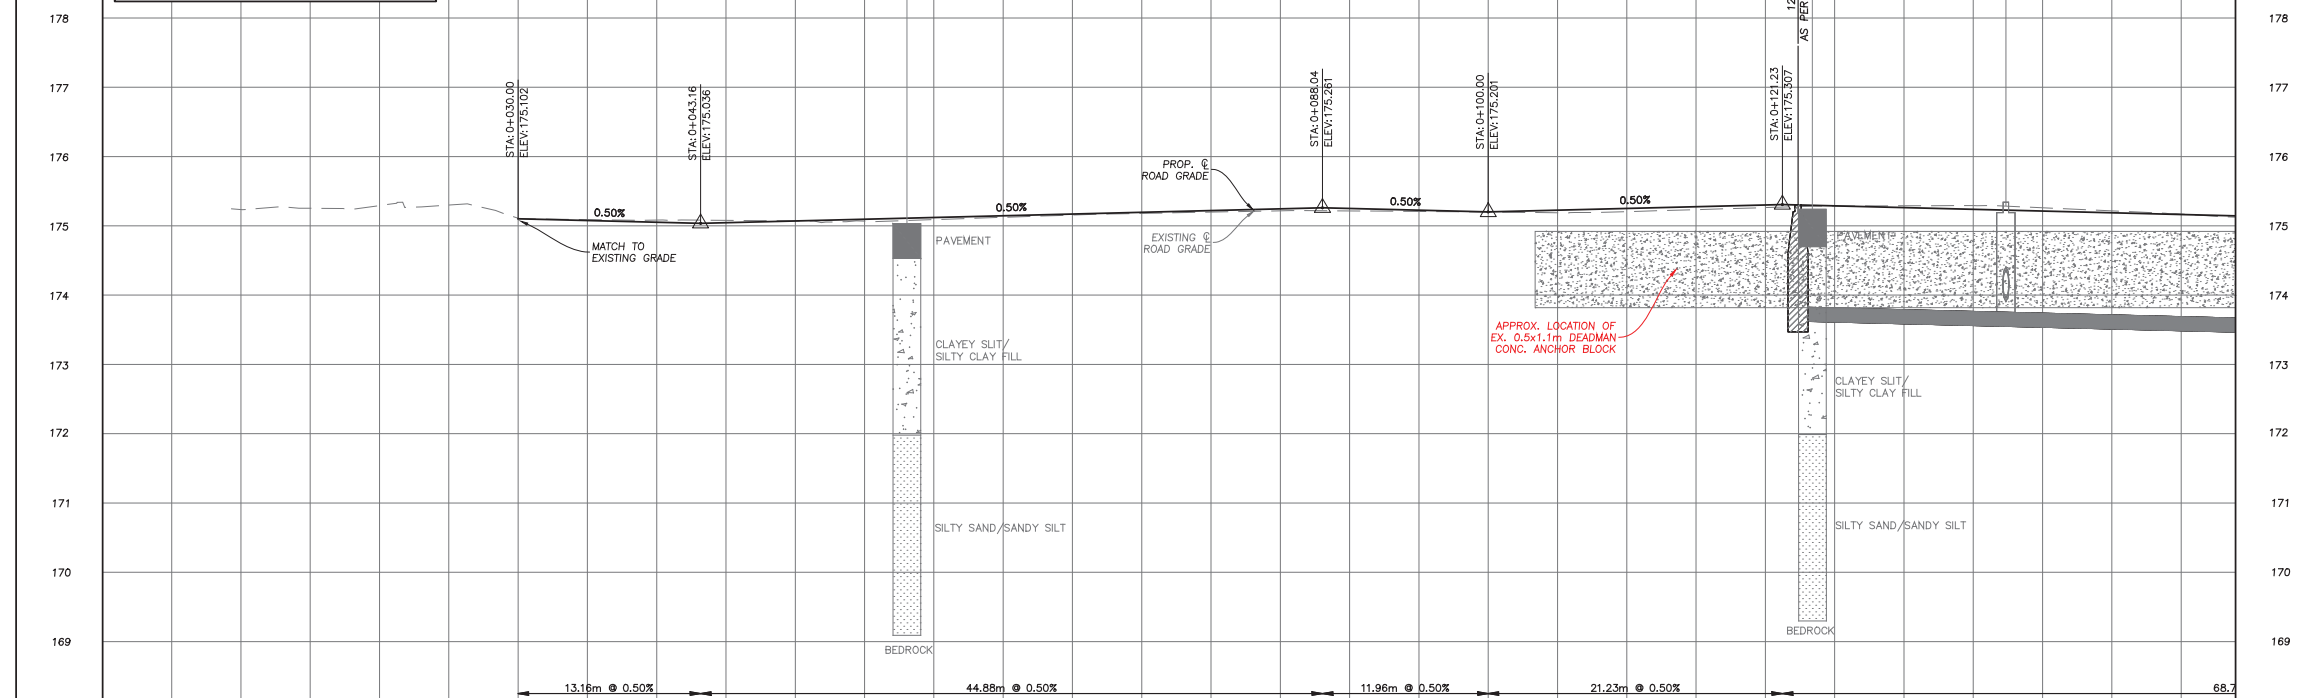 178
178
12
AS PER
177
177
STA: 0+030.00
ELEV:175.102
STA: 0+043.16
ELEV:175.036
STA: 0+088.04
ELEV:175.261
STA: 0+100.00
ELEV:175.201
STA: 0+121.23
ELEV:175.307
176
176
PROP. ℄
ROAD GRADE
0.50%
0.50%
0.50%
0.50%
175
175
MATCH TO
EXISTING GRADE
PAVEMENT
EXISTING ℄
ROAD GRADE
PAVEMENT
174
174
APPROX. LOCATION OF
EX. 0.5x1.1m DEADMAN
CONC. ANCHOR BLOCK
CLAYEY SLIT/
SILTY CLAY FILL
173
173
CLAYEY SLIT/
SILTY CLAY FILL
172
172
171
171
SILTY SAND/SANDY SILT
SILTY SAND/SANDY SILT
170
170
169
169
BEDROCK
BEDROCK
13.16m @ 0.50%
44.88m @ 0.50%
11.96m @ 0.50%
21.23m @ 0.50%
68.7